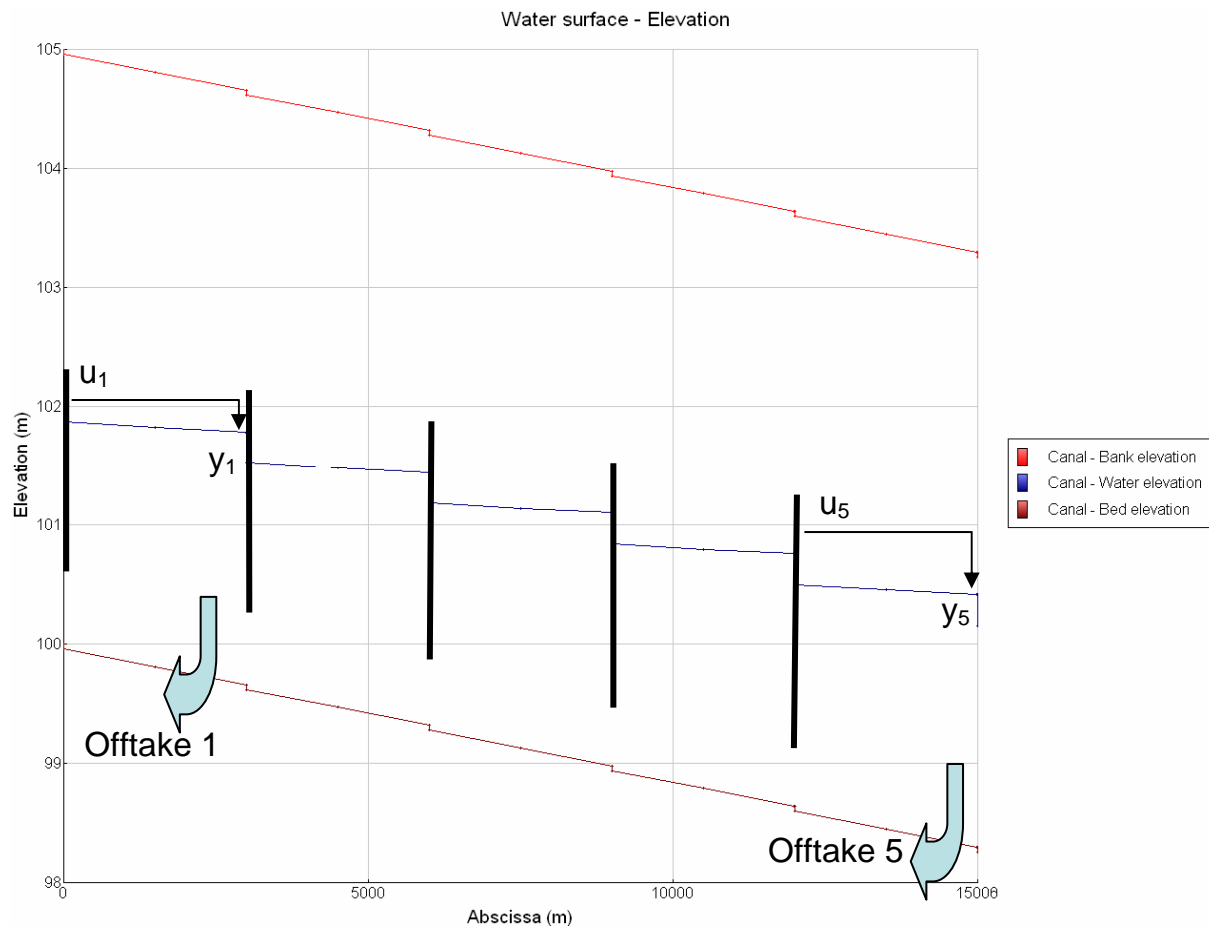 Water surface - Elevation
105
104
103
102
101
100
99
98
Elevation (m)
u1
y1
u5
y5
Offtake 1
Offtake 5
0
5000
10000
15000
Abscissa (m)
Canal - Bank elevation
Canal - Water elevation
Canal - Bed elevation